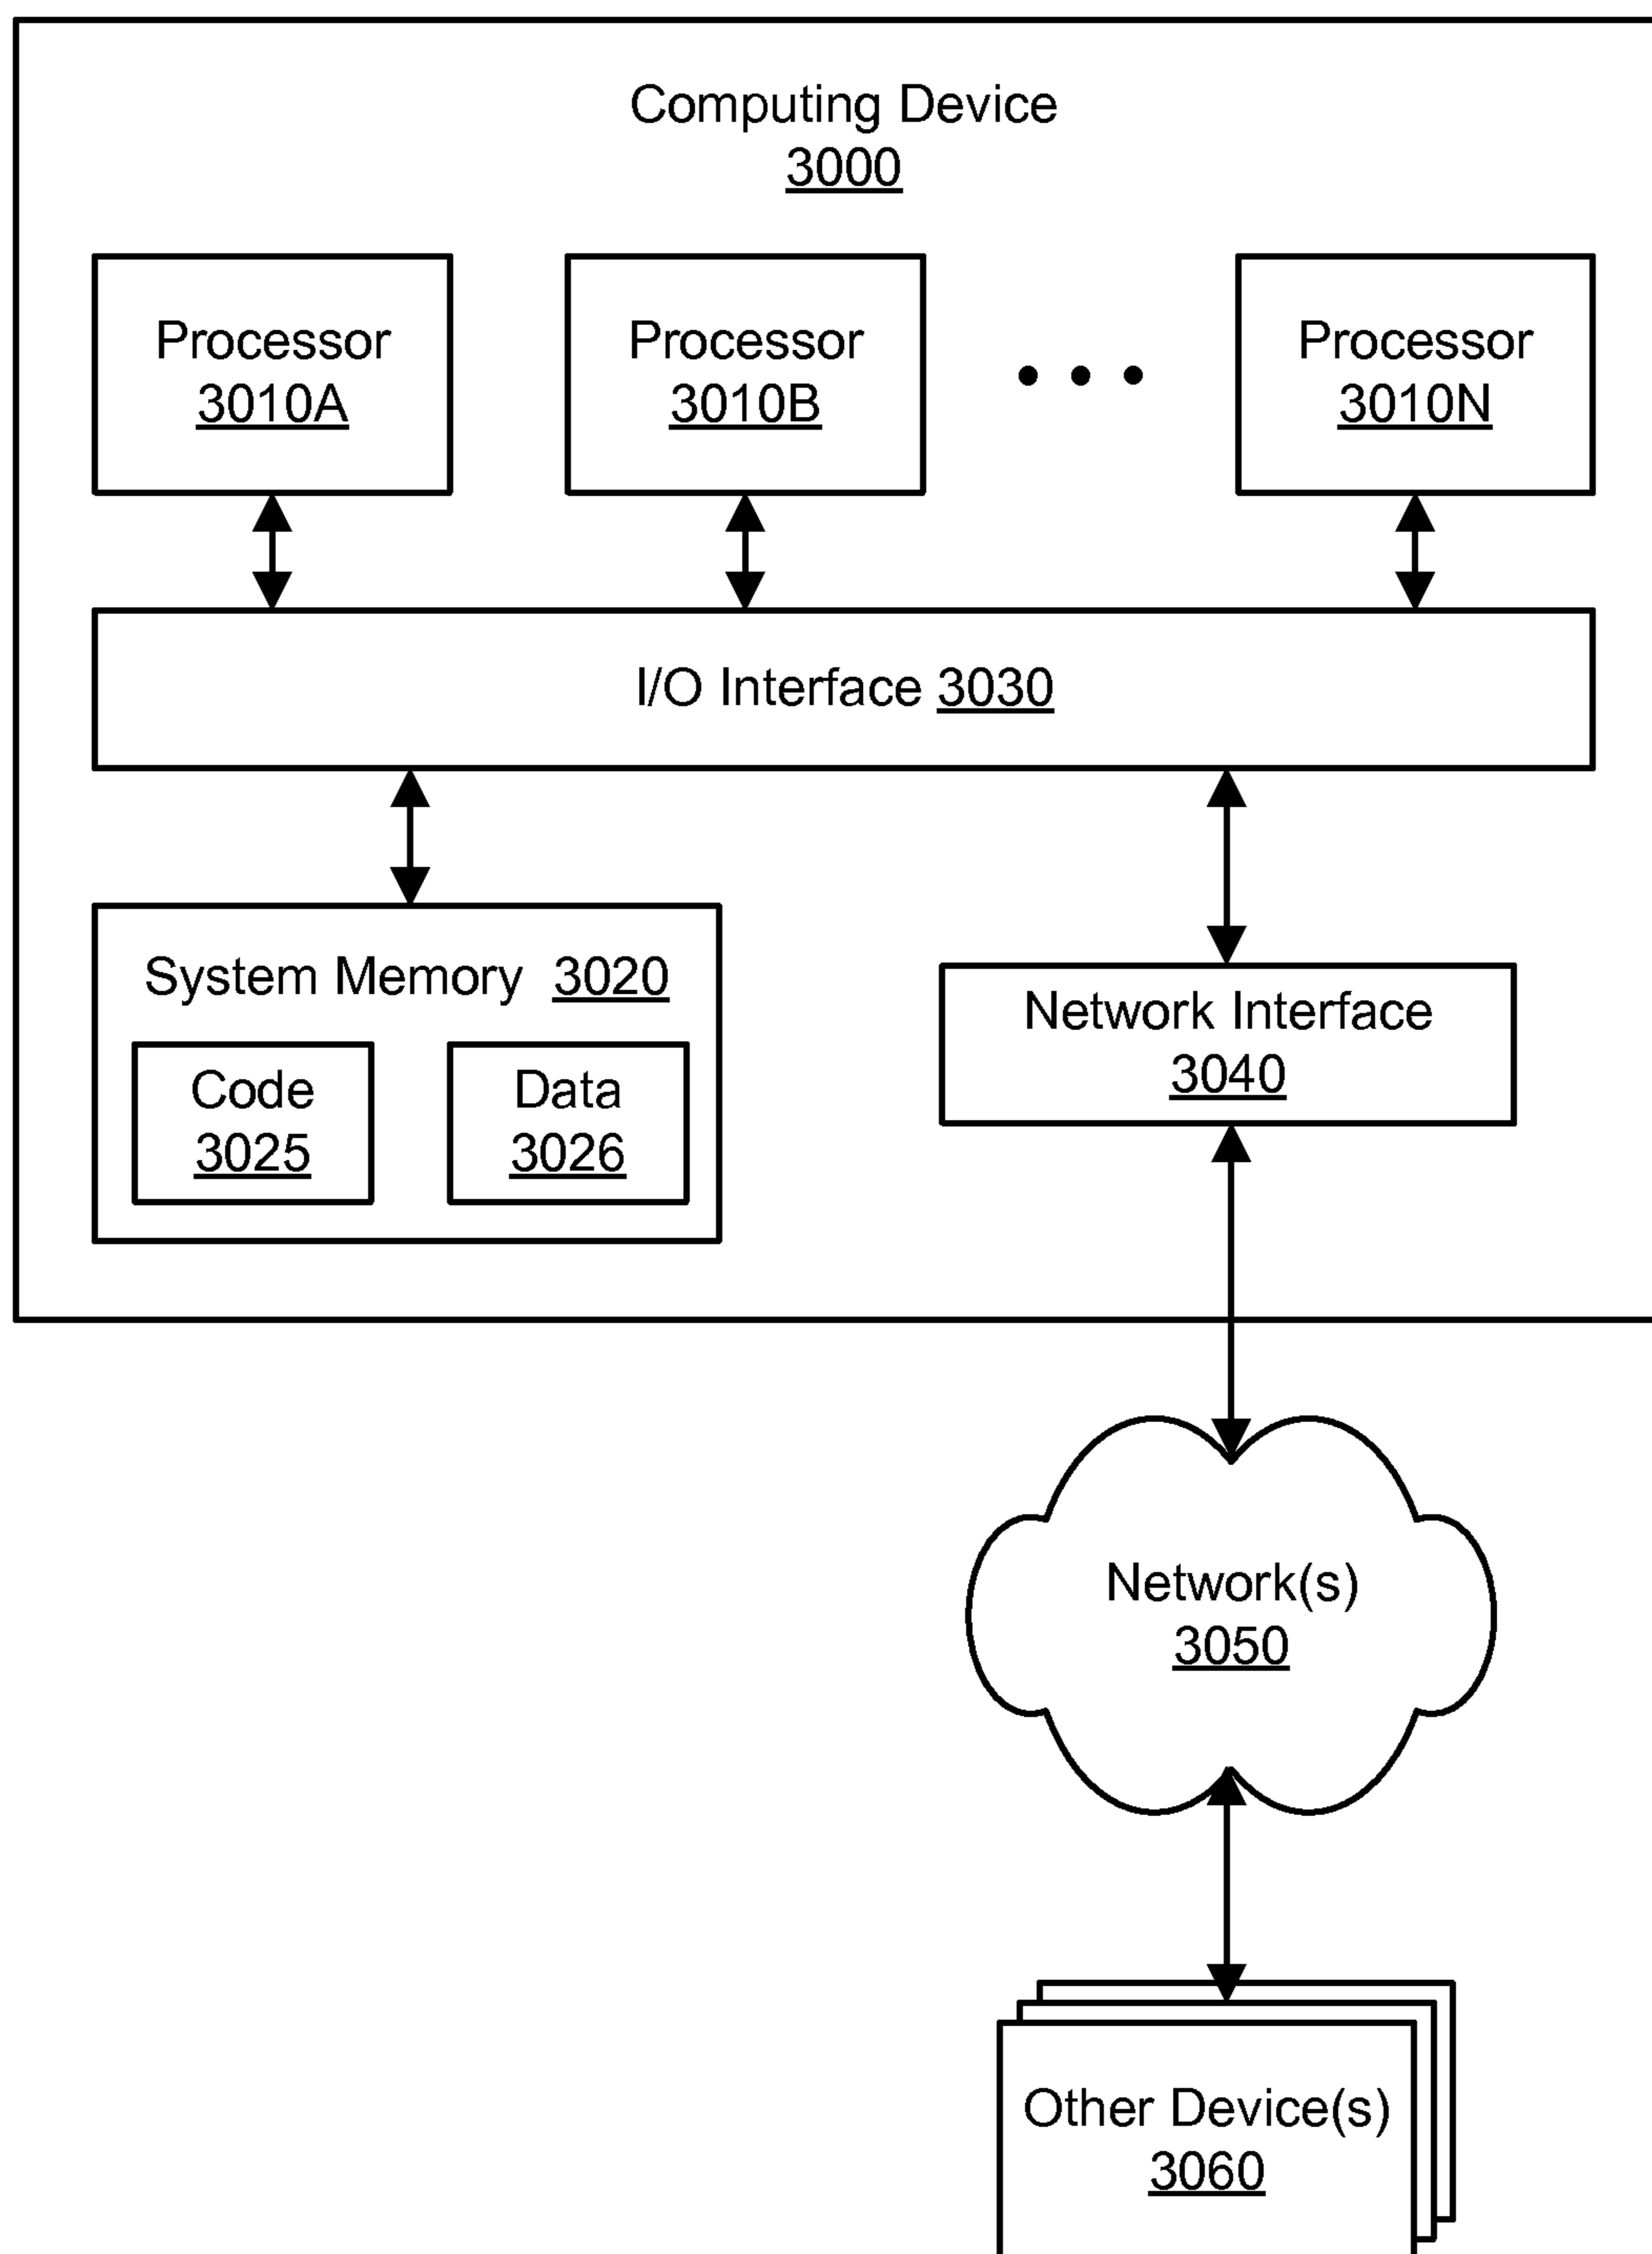 Computing Device
3000
Processor
3010A
Processor
3010B
Processor
3010N
I/O Interface 3030
System Memory 3020
Code
3025
Data
3026
Network Interface
3040
Network(s)
3050
Other Device(s)
3060